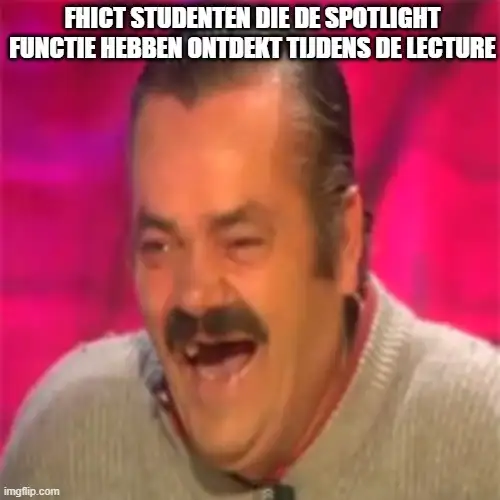 FHICT STUDENTEN DIE DE SPOTLIGHT
FUNCTIE HEBBEN ONTDEKT TIJDENS DE LECTURE
imgflip.com